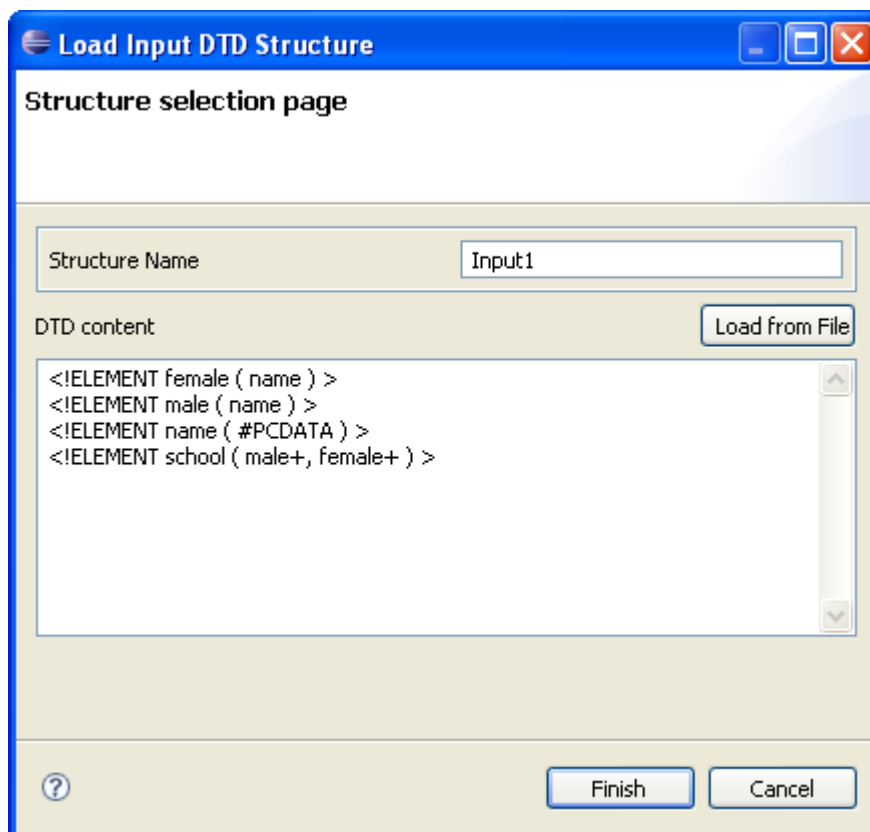 Load Input DTD Structure
Structure selection page
Structure Name
Input1
DTD content
Load from File
<!ELEMENT female ( name ) >
<!ELEMENT male ( name ) >
<!ELEMENT name ( #PCDATA ) >
<!ELEMENT school ( male+, female+ ) >
?
Finish
Cancel